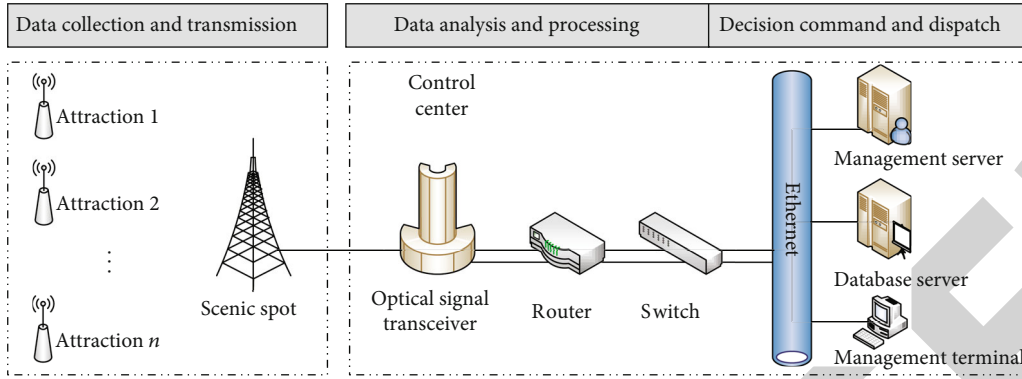 Data collection and transmission
Data analysis and processing
Decision command and dispatch
Attraction 1
Attraction 2
⋮
Attraction n
Scenic spot
Control
center
Optical signal
transceiver
Router
Switch
Ethernet
Management server
Database server
Management terminal